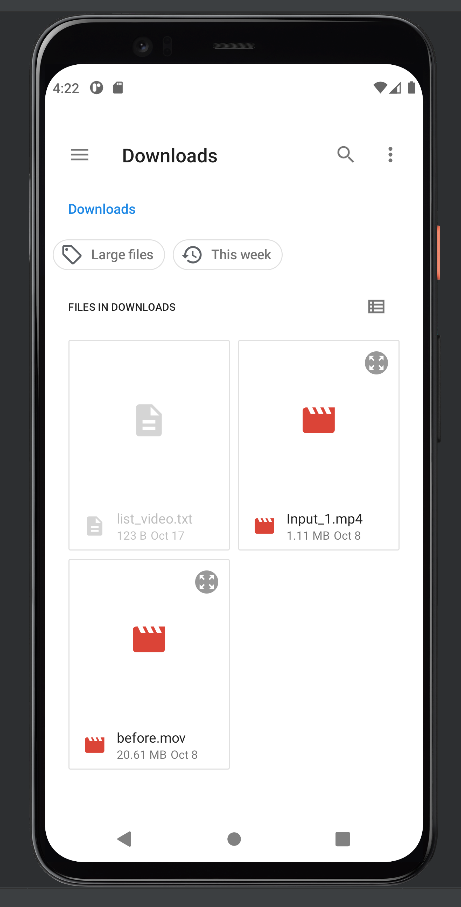 4:22
Downloads
Downloads
Large files
This week
FILES IN DOWNLOADS
list_video.txt
123 B Oct 17
Input_1.mp4
1.11 MB Oct 8
before.mov
20.61 MB Oct 8